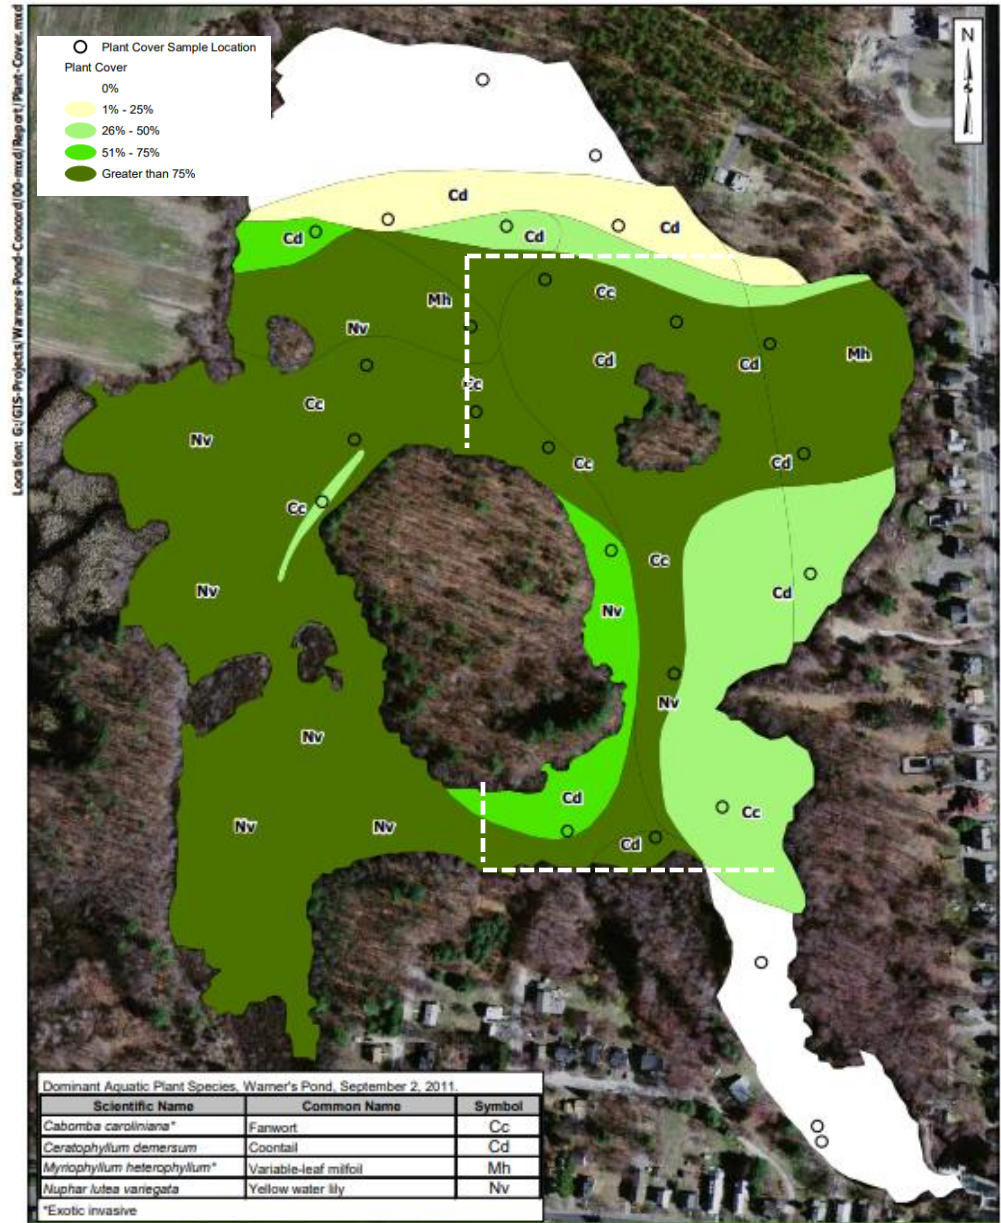 Location: G:/GIS-Projects/Warners-Pond-Concord/00-mxd/Report/Plant-Cover.mxd
Plant Cover Sample Location
Plant Cover
0%
1% - 25%
26% - 50%
51% - 75%
Greater than 75%
N
Cd
Cd
Cd
Cd
Cc
Mh
Nv
Mh
Cd
Cd
Cc
Cc
Nv
Cc
Cd
Cc
Cc
Nv
Cd
Nv
Nv
Nv
Cd
Cc
Nv
Nv
Cd
Dominant Aquatic Plant Species, Warner's Pond, September 2, 2011.
Scientific Name Common Name Symbol
Cabomba caroliniana* Fanwort Cc
Ceratophyllum demersum Coontail Cd
Myriophyllum heterophyllum* Variable-leaf milfoil Mh
Nuphar lutea variegata Yellow water lily Nv
*Exotic invasive